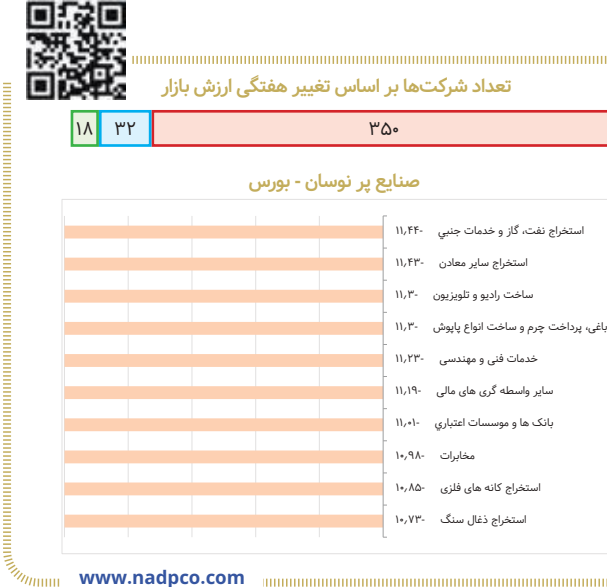 تعداد شرکت‌ها بر اساس تغییر هفتگی ارزش بازار
۳۵۰ ۳۲ ۱۸
صنایع پر نوسان - بورس
استخراج نفت، گاز و خدمات جنبي -۱۱٫۴۴
استخراج سایر معادن -۱۱٫۴۳
ساخت رادیو و تلویزیون -۱۱٫۳
باغی، پرداخت چرم و ساخت انواع پاپوش -۱۱٫۳
خدمات فنی و مهندسی -۱۱٫۲۳
سایر واسطه گری های مالی -۱۱٫۱۹
بانک ها و موسسات اعتباري -۱۱٫۰۱
مخابرات -۱۰٫۹۸
استخراج کانه های فلزی -۱۰٫۸۵
استخراج ذغال سنگ -۱۰٫۷۳
www.nadpco.com